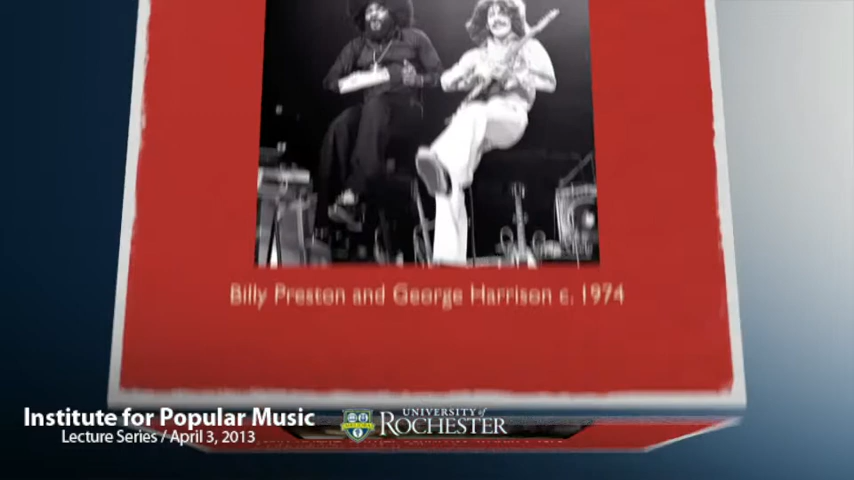 Billy Preston and George Harrison c. 1974
Institute for Popular Music
Lecture Series / April 3, 2013
UNIVERSITY of
ROCHESTER